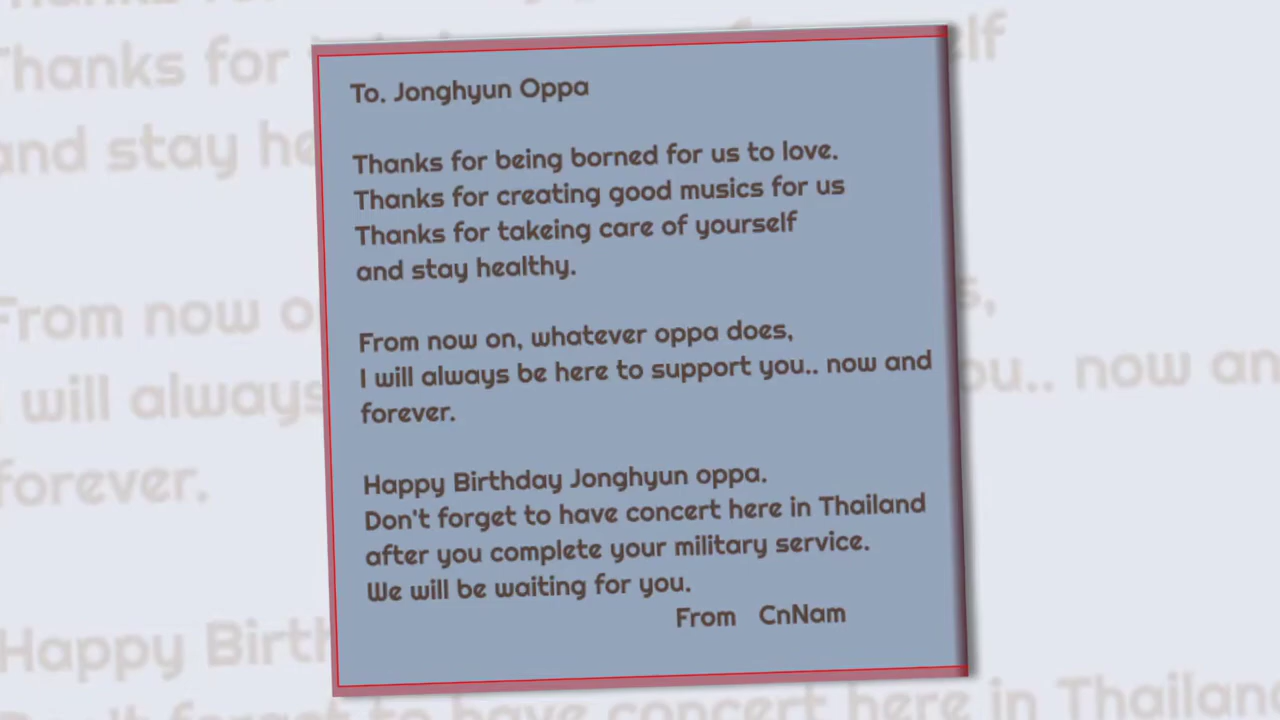 To. Jonghyun Oppa
Thanks for being borned for us to love.
Thanks for creating good musics for us
Thanks for takeing care of yourself
and stay healthy.
From now on, whatever oppa does,
I will always be here to support you.. now and
forever.
Happy Birthday Jonghyun oppa.
Don't forget to have concert here in Thailand
after you complete your military service.
We will be waiting for you.
From CnNam